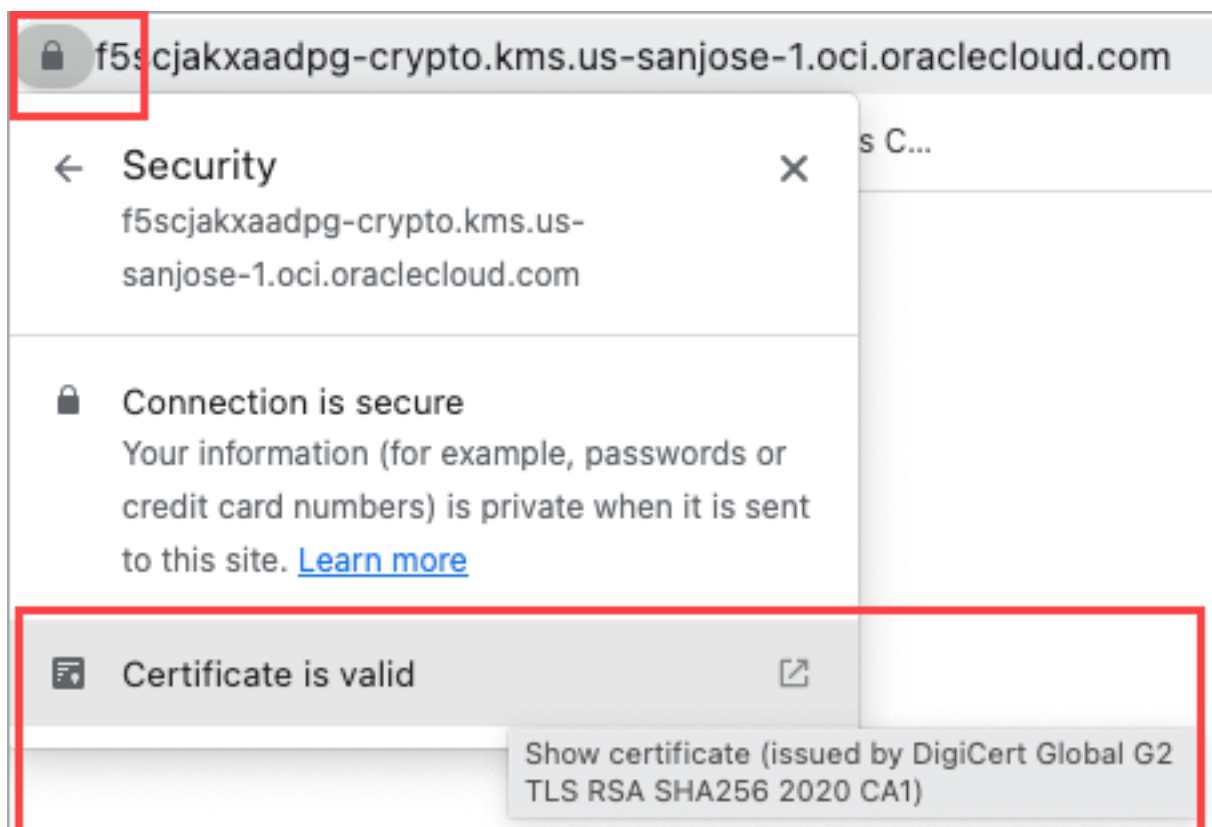 f5scjakxaadpg-crypto.kms.us-sanjose-1.oci.oraclecloud.com
s C...
Security
f5scjakxaadpg-crypto.kms.us-
sanjose-1.oci.oraclecloud.com
Connection is secure
Your information (for example, passwords or
credit card numbers) is private when it is sent
to this site. Learn more
Certificate is valid
Show certificate (issued by DigiCert Global G2
TLS RSA SHA256 2020 CA1)